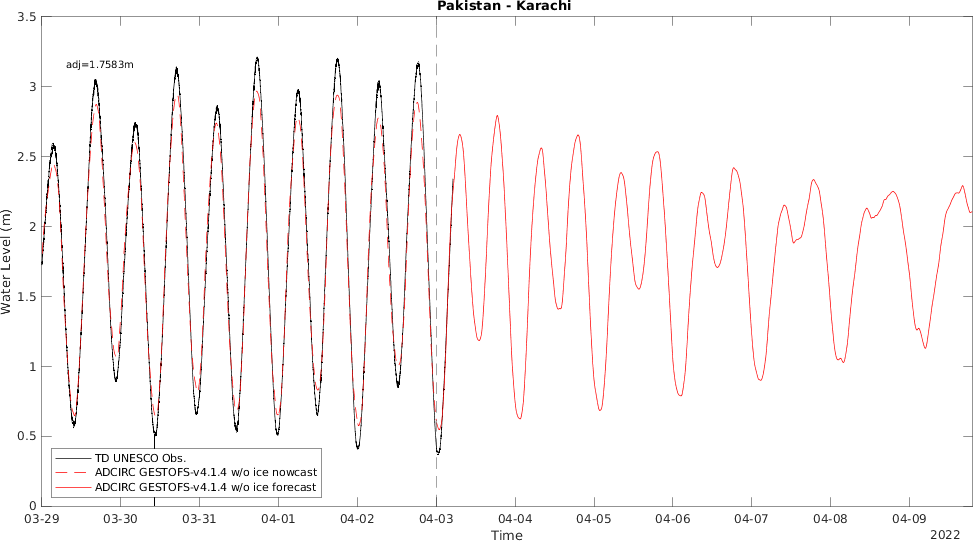 Pakistan - Karachi
3.5
adj=1.7583m
3
2.5
2
1.5
1
0.5
0
Water Level (m)
TD UNESCO Obs.
ADCIRC GESTOFS-v4.1.4 w/o ice nowcast
ADCIRC GESTOFS-v4.1.4 w/o ice forecast
03-29 03-30 03-31 04-01 04-02 04-03 04-04 04-05 04-06 04-07 04-08 04-09
Time
2022